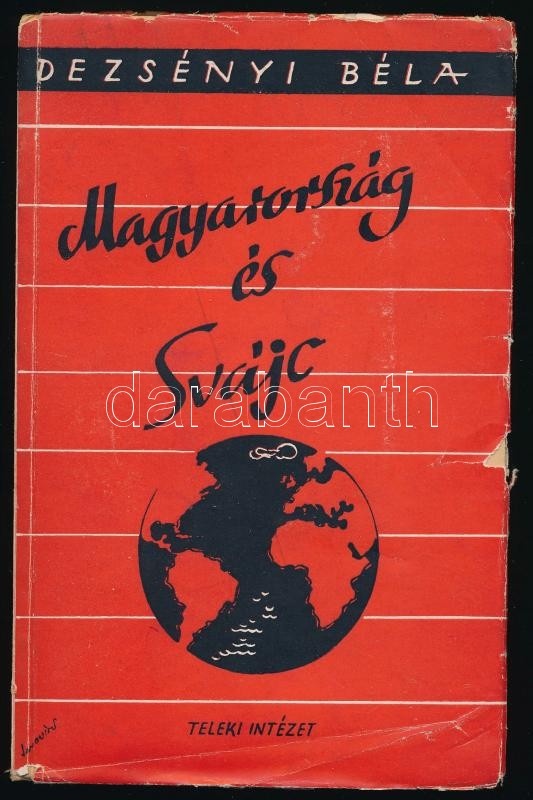 DEZSÉNYI BÉLA
Magyarország
és
Svájc
darabanth
TELEKI INTÉZET